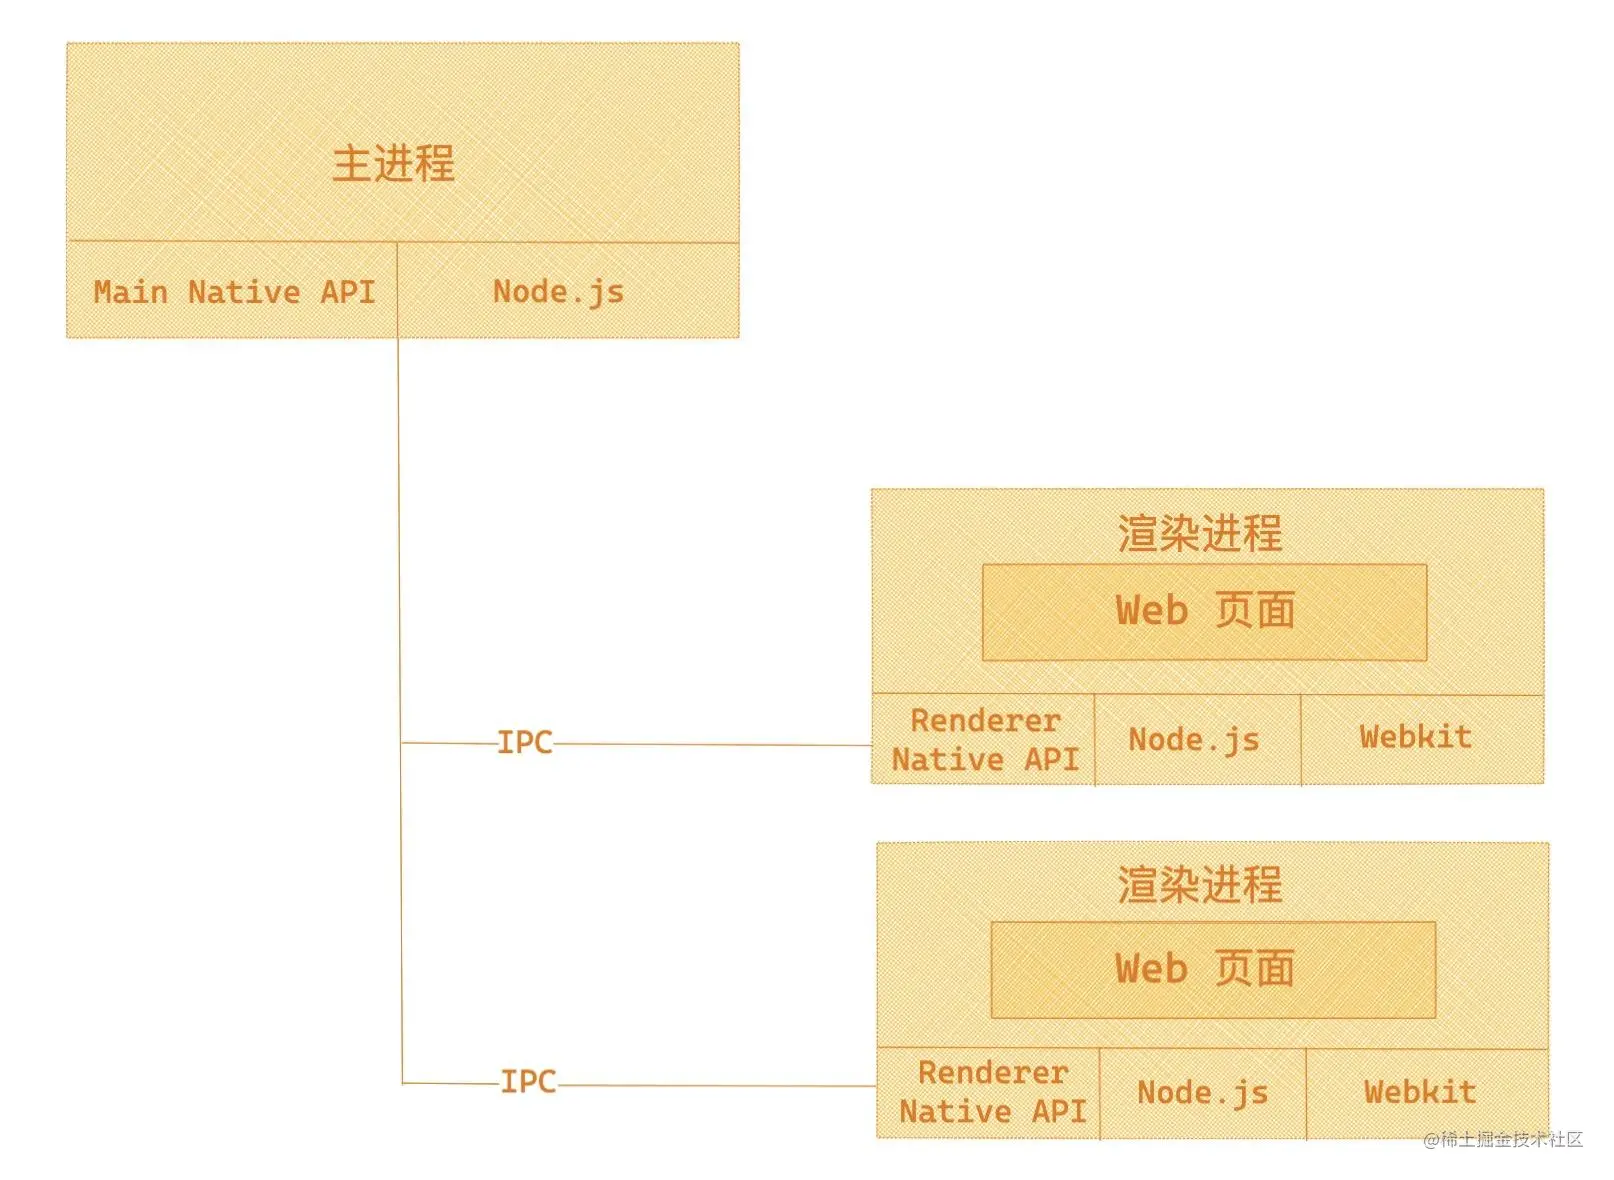 主进程
Main Native API
Node.js
渲染进程
Web 页面
Renderer
Native API
Node.js
Webkit
IPC
渲染进程
Web 页面
Renderer
Native API
Node.js
Webkit
IPC
@稀土掘金技术社区